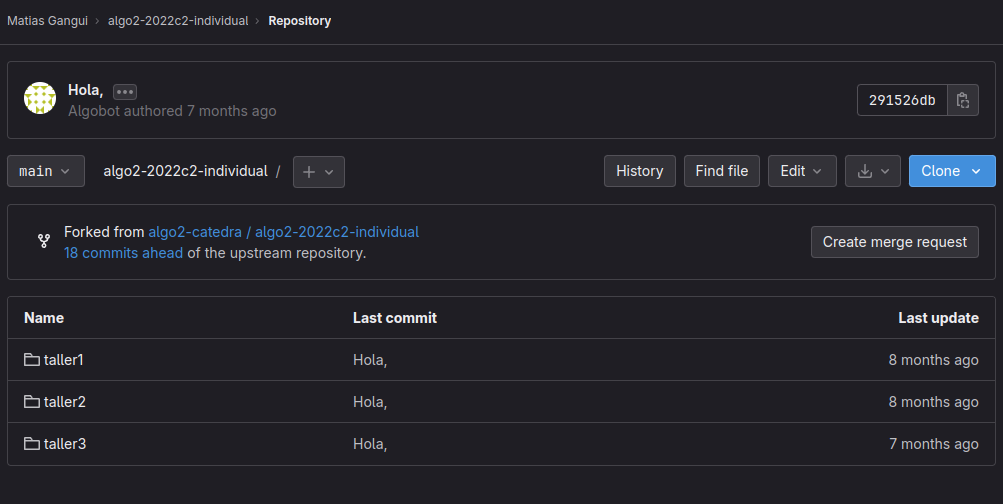 Matias Gangui › algo2-2022c2-individual › Repository
Hola,
Algobot authored 7 months ago
291526db
main algo2-2022c2-individual / + History Find file Edit Clone
Forked from algo2-catedra / algo2-2022c2-individual
18 commits ahead of the upstream repository.
Create merge request
Name Last commit Last update
taller1 Hola, 8 months ago
taller2 Hola, 8 months ago
taller3 Hola, 7 months ago